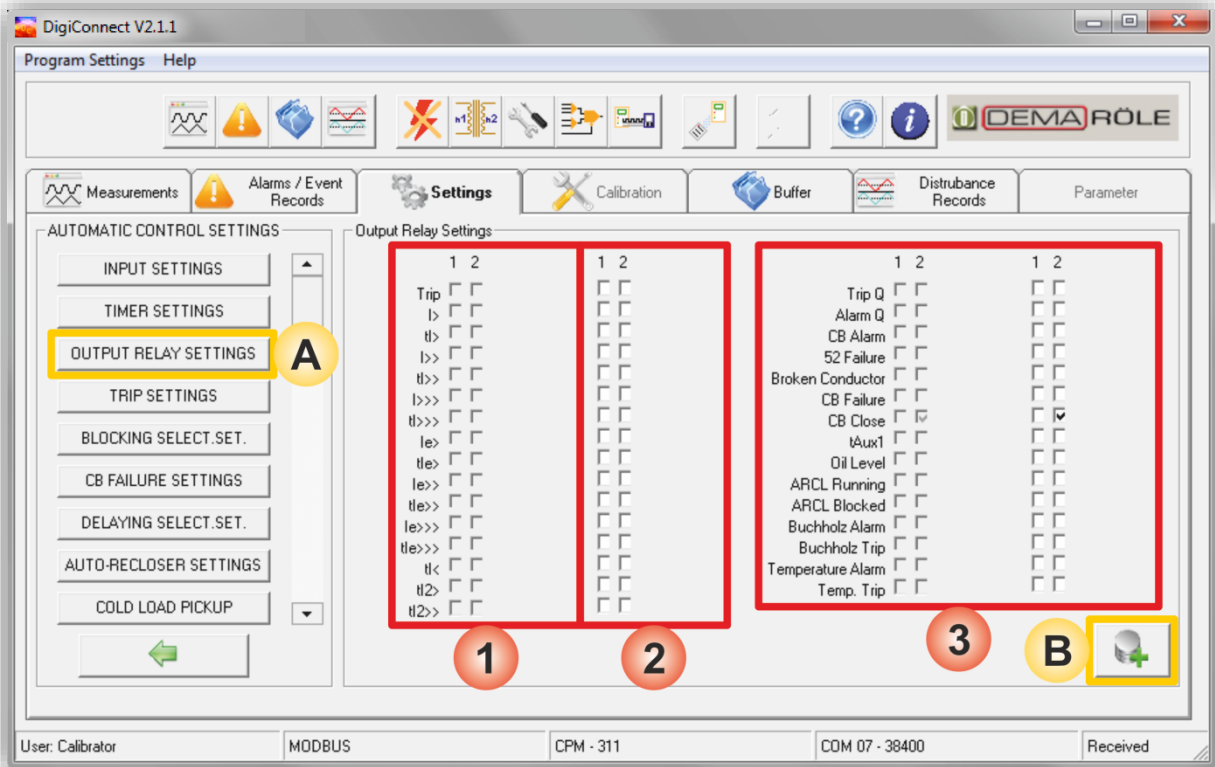 DigiConnect V2.1.1
Program Settings Help
N1 N2
DEMA RÖLE
Measurements
Alarms / Event
Records
Settings
Calibration
Buffer
Distrubance
Records
Parameter
AUTOMATIC CONTROL SETTINGS
INPUT SETTINGS
TIMER SETTINGS
OUTPUT RELAY SETTINGS
A
TRIP SETTINGS
BLOCKING SELECT.SET.
CB FAILURE SETTINGS
DELAYING SELECT.SET.
AUTO-RECLOSER SETTINGS
COLD LOAD PICKUP
Output Relay Settings
1 2
Trip
I>
tI>
I>>
tI>>
I>>>
tI>>>
Ie>
tIe>
Ie>>
tIe>>
Ie>>>
tIe>>>
tI<
tI2>
tI2>>
1
1 2
2
1 2 1 2
Trip Q
Alarm Q
CB Alarm
52 Failure
Broken Conductor
CB Failure
CB Close
tAux1
Oil Level
ARCL Running
ARCL Blocked
Buchholz Alarm
Buchholz Trip
Temperature Alarm
Temp. Trip
3
B
User: Calibrator MODBUS CPM - 311 COM 07 - 38400 Received